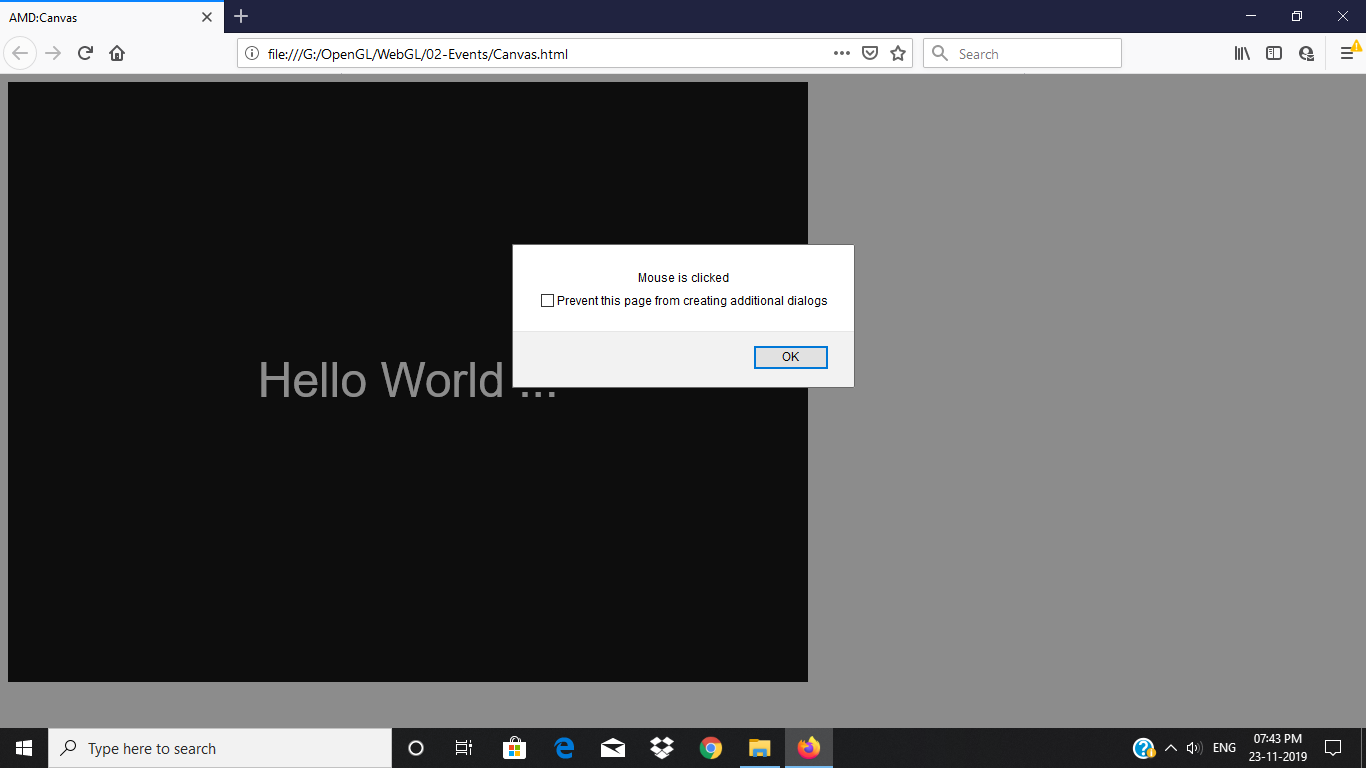 AMD:Canvas
file:///G:/OpenGL/WebGL/02-Events/Canvas.html
Search
Mouse is clicked
Prevent this page from creating additional dialogs
OK
Hello World ...
Type here to search
ENG
07:43 PM
23-11-2019